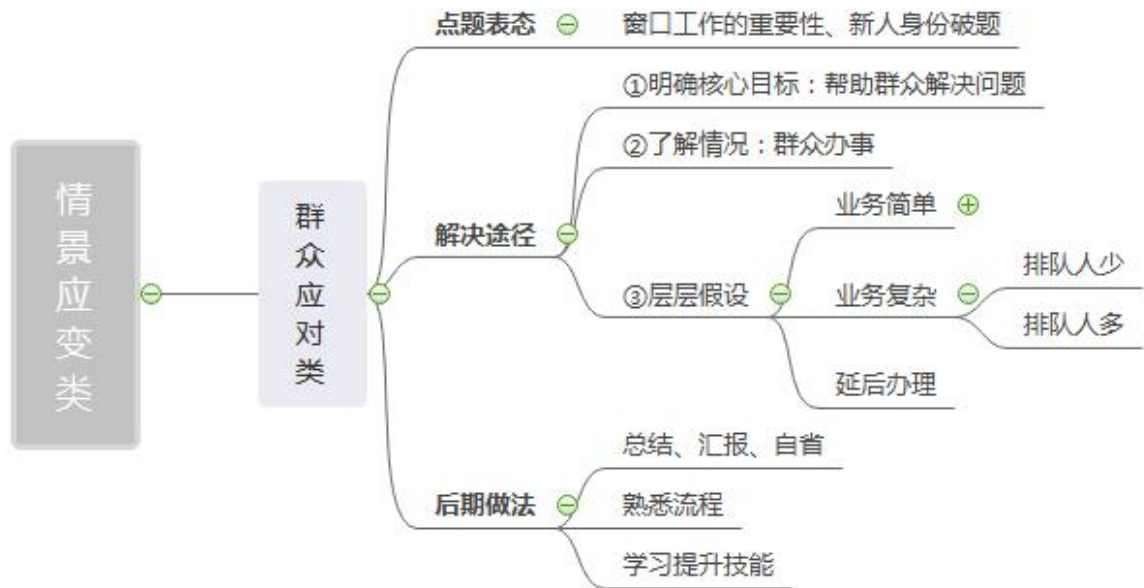 情景应变类
群众应对类
点题表态
窗口工作的重要性、新人身份破题
解决途径
①明确核心目标：帮助群众解决问题
②了解情况：群众办事
③层层假设
业务简单
业务复杂
排队人少
排队人多
延后办理
后期做法
总结、汇报、自省
熟悉流程
学习提升技能